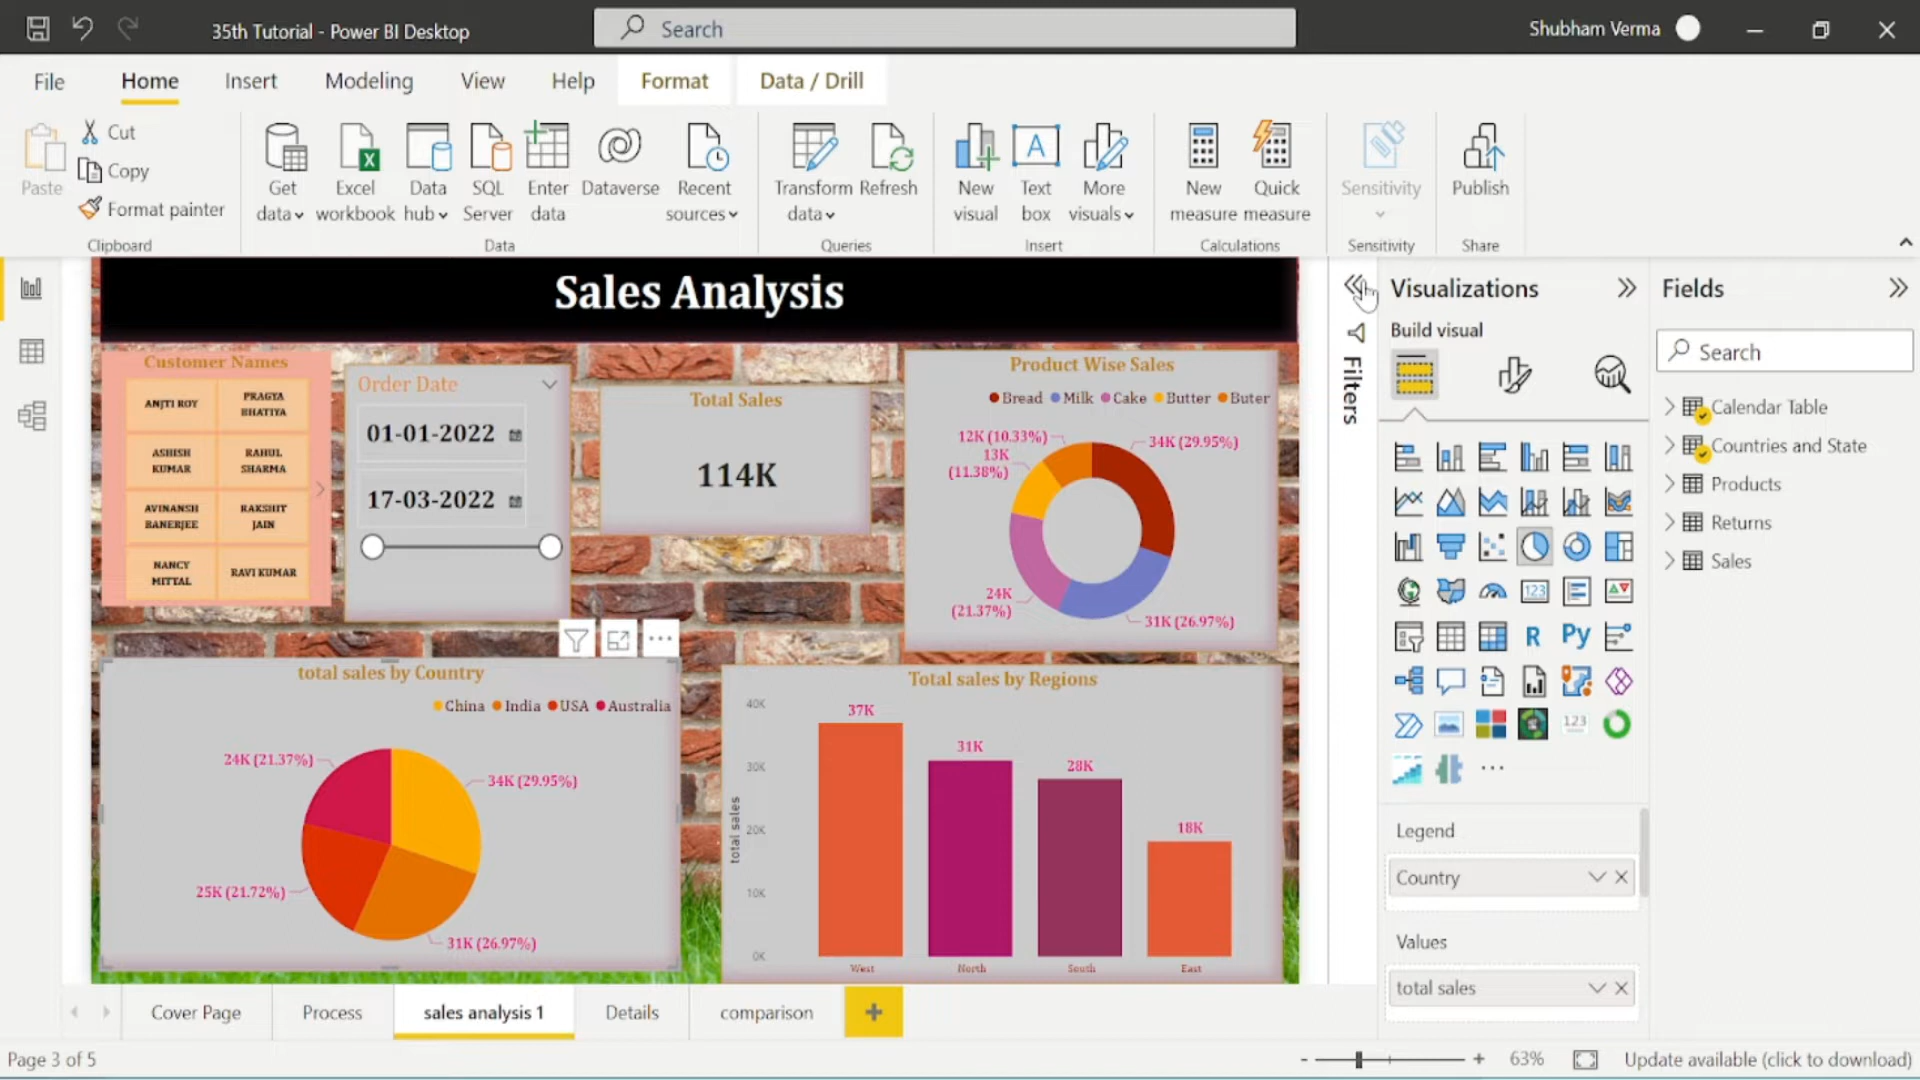 35th Tutorial - Power BI Desktop
Search
Shubham Verma
File
Home
Insert
Modeling
View
Help
Format
Data / Drill
Paste
Cut
Copy
Format painter
Clipboard
Get data
Excel workbook
Data hub
SQL Server
Enter data
Dataverse
Recent sources
Data
Transform data
Refresh
Queries
New visual
Text box
More visuals
Insert
New measure
Quick measure
Calculations
Sensitivity
Sensitivity
Publish
Share
Sales Analysis
Customer Names
ANJTI ROY
PRAGYA
BHATIYA
ASHISH
KUMAR
RAHUL
SHARMA
AVINANSH
BANERJEE
RAKSHIT
JAIN
NANCY
MITTAL
RAVI KUMAR
Order Date
01-01-2022
17-03-2022
Total Sales
114K
Product Wise Sales
Bread Milk Cake Butter Buter
12K (10.33%)
34K (29.95%)
13K
(11.38%)
24K
(21.37%)
31K (26.97%)
total sales by Country
China India USA Australia
24K (21.37%)
34K (29.95%)
25K (21.72%)
31K (26.97%)
Total sales by Regions
total sales
40K
30K
20K
10K
0K
37K
31K
28K
18K
West
North
South
East
Filters
Visualizations
Build visual
R
Py
123
123
Legend
Country
Values
total sales
Fields
Search
Calendar Table
Countries and State
Products
Returns
Sales
Cover Page
Process
sales analysis 1
Details
comparison
+
Page 3 of 5
- + 63%
Update available (click to download)